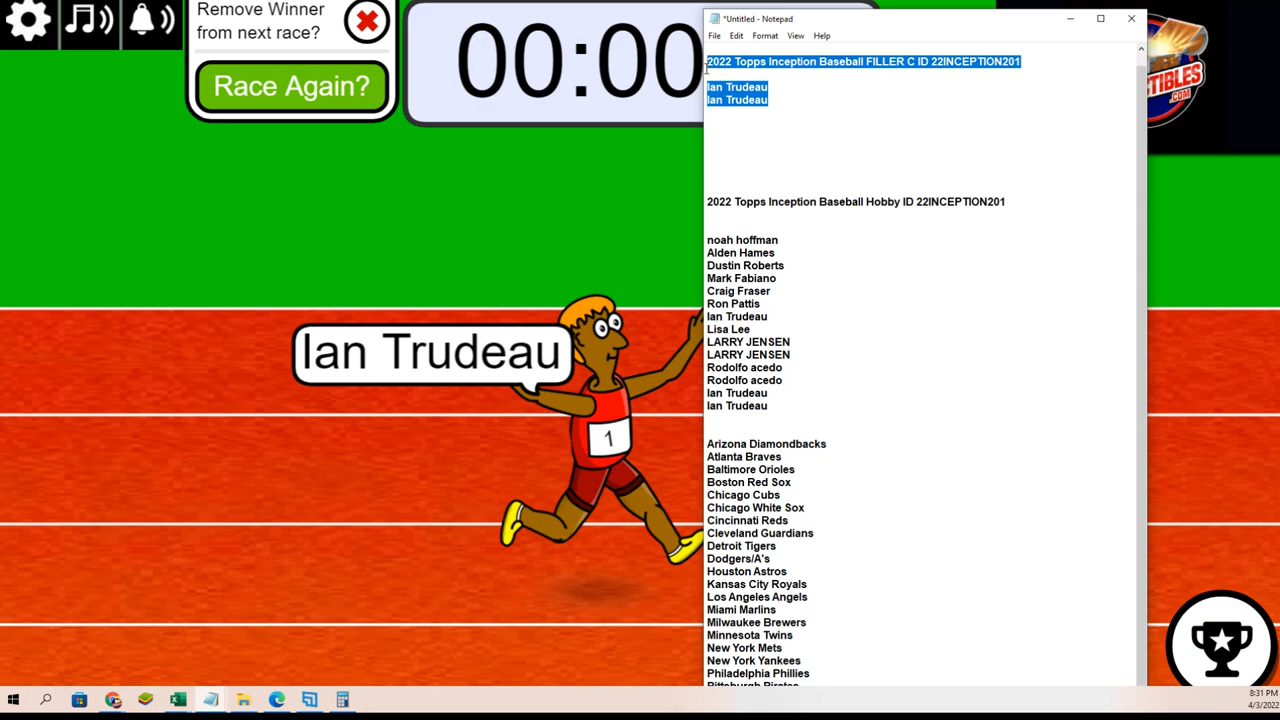 Remove Winner
from next race?
Race Again?
00:00
*Untitled - Notepad
File Edit Format View Help
2022 Topps Inception Baseball FILLER C ID 22INCEPTION201
Ian Trudeau
Ian Trudeau
2022 Topps Inception Baseball Hobby ID 22INCEPTION201
noah hoffman
Alden Hames
Dustin Roberts
Mark Fabiano
Craig Fraser
Ron Pattis
Ian Trudeau
Lisa Lee
LARRY JENSEN
LARRY JENSEN
Rodolfo acedo
Rodolfo acedo
Ian Trudeau
Ian Trudeau
Arizona Diamondbacks
Atlanta Braves
Baltimore Orioles
Boston Red Sox
Chicago Cubs
Chicago White Sox
Cincinnati Reds
Cleveland Guardians
Detroit Tigers
Dodgers/A's
Houston Astros
Kansas City Royals
Los Angeles Angels
Miami Marlins
Milwaukee Brewers
Minnesota Twins
New York Mets
New York Yankees
Philadelphia Phillies
Pittsburgh Pirates
Ian Trudeau
1
8:31 PM
4/3/2022